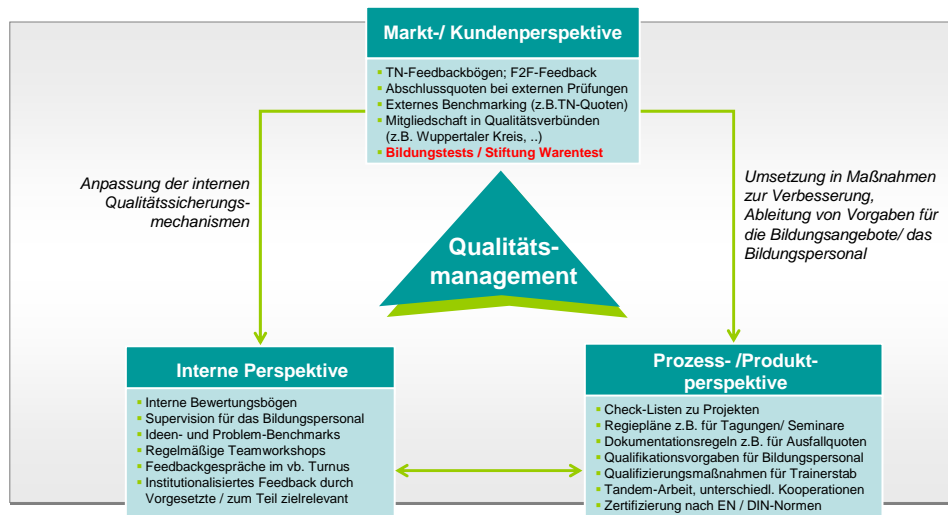 Markt-/ Kundenperspektive
TN-Feedbackbögen; F2F-Feedback
Abschlussquoten bei externen Prüfungen
Externes Benchmarking (z.B.TN-Quoten)
Mitgliedschaft in Qualitätsverbünden
(z.B. Wuppertaler Kreis, ..)
Bildungstests / Stiftung Warentest
Anpassung der internen
Qualitätssicherungs-
mechanismen
Umsetzung in Maßnahmen
zur Verbesserung,
Ableitung von Vorgaben für
die Bildungsangebote/ das
Bildungspersonal
Qualitäts-
management
Interne Perspektive
Interne Bewertungsbögen
Supervision für das Bildungspersonal
Ideen- und Problem-Benchmarks
Regelmäßige Teamworkshops
Feedbackgespräche im vb. Turnus
Institutionalisiertes Feedback durch
Vorgesetzte / zum Teil zielrelevant
Prozess- /Produkt-
perspektive
Check-Listen zu Projekten
Regiepläne z.B. für Tagungen/ Seminare
Dokumentationsregeln z.B. für Ausfallquoten
Qualifikationsvorgaben für Bildungspersonal
Qualifizierungsmaßnahmen für Trainerstab
Tandem-Arbeit, unterschiedl. Kooperationen
Zertifizierung nach EN / DIN-Normen